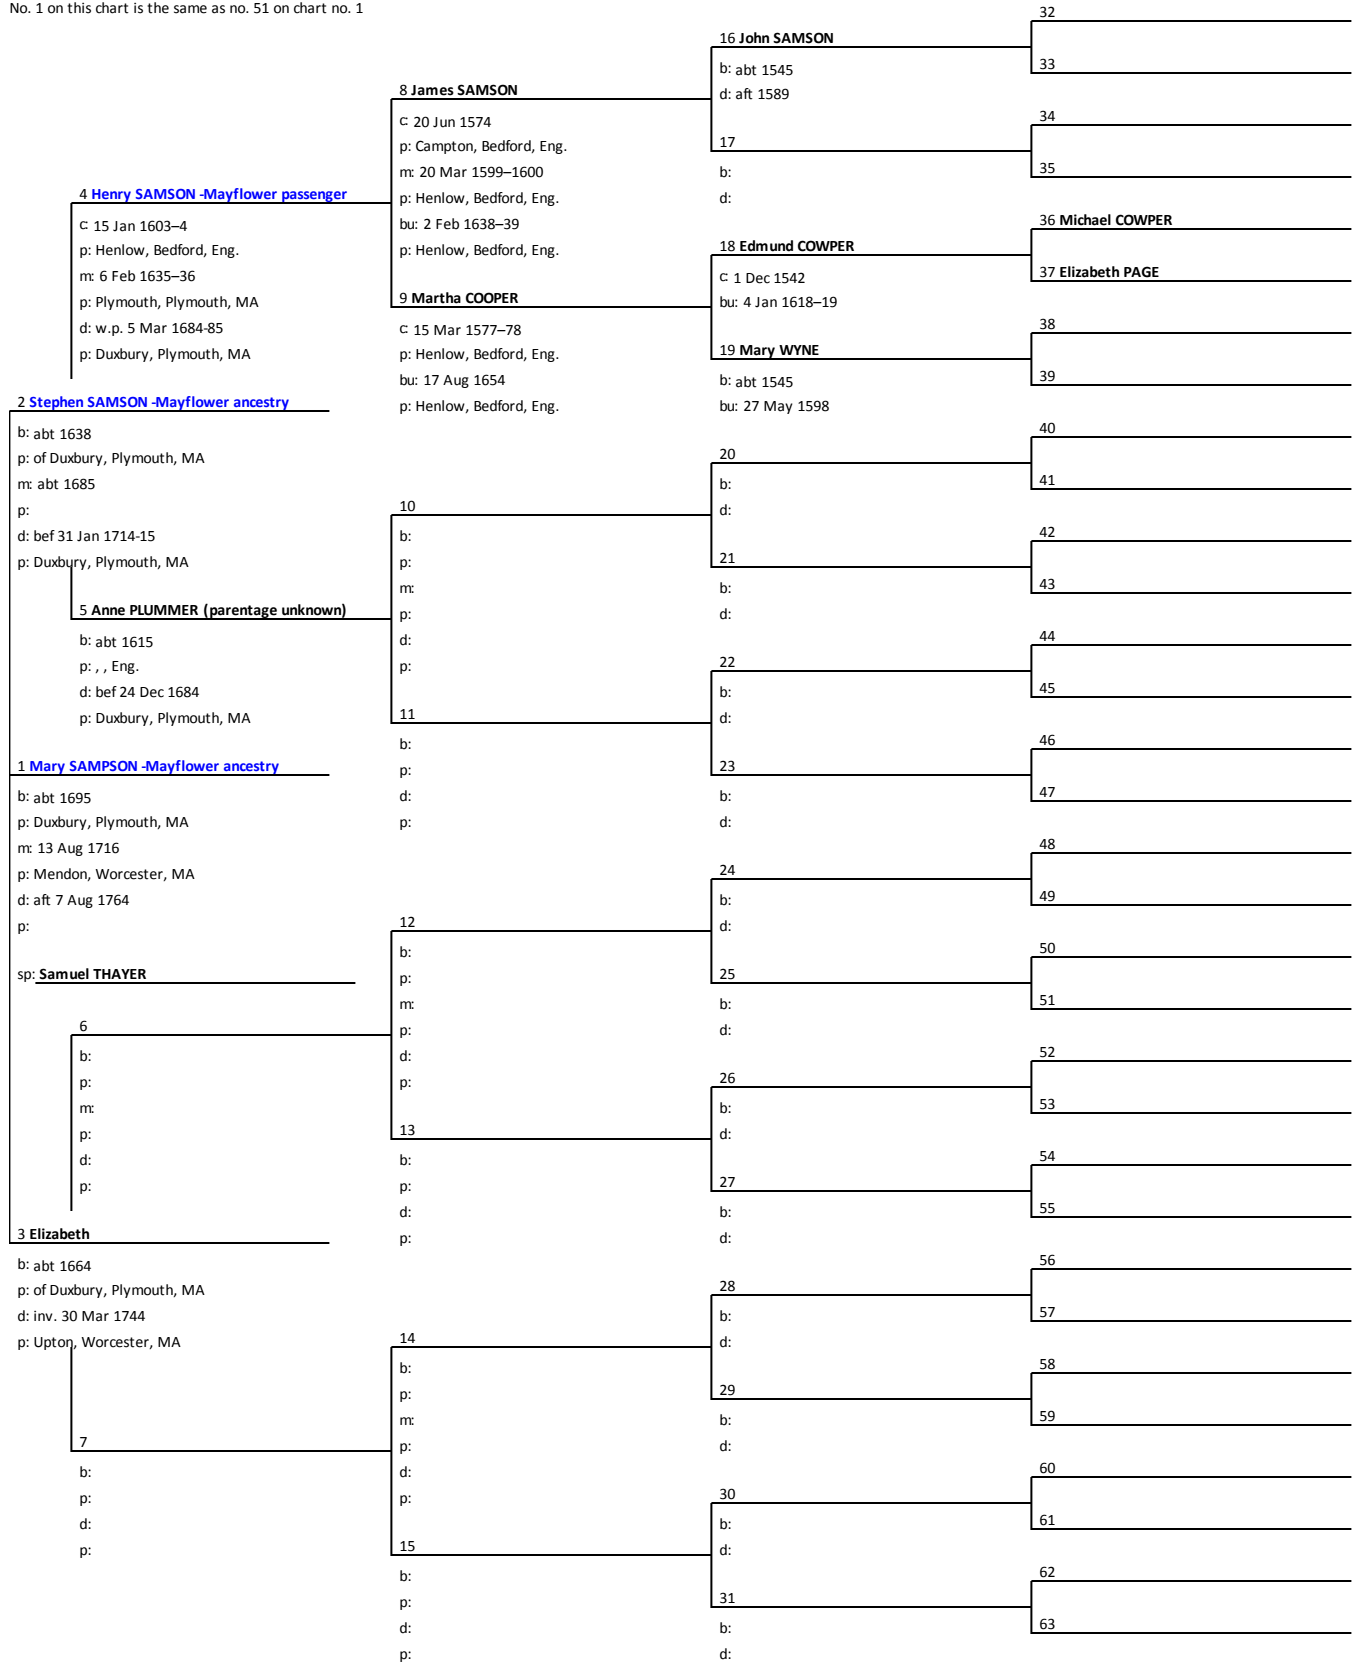 No. 1 on this chart is the same as no. 51 on chart no. 1
4 Henry SAMSON -Mayflower passenger
c: 15 Jan 1603–4
p: Henlow, Bedford, Eng.
m: 6 Feb 1635–36
p: Plymouth, Plymouth, MA
d: w.p. 5 Mar 1684-85
p: Duxbury, Plymouth, MA
2 Stephen SAMSON -Mayflower ancestry
b: abt 1638
p: of Duxbury, Plymouth, MA
m: abt 1685
p:
d: bef 31 Jan 1714-15
p: Duxbury, Plymouth, MA
5 Anne PLUMMER (parentage unknown)
b: abt 1615
p: , , Eng.
d: bef 24 Dec 1684
p: Duxbury, Plymouth, MA
1 Mary SAMPSON -Mayflower ancestry
b: abt 1695
p: Duxbury, Plymouth, MA
m: 13 Aug 1716
p: Mendon, Worcester, MA
d: aft 7 Aug 1764
p:
sp: Samuel THAYER
6
b:
p:
m:
p:
d:
p:
3 Elizabeth
b: abt 1664
p: of Duxbury, Plymouth, MA
d: inv. 30 Mar 1744
p: Upton, Worcester, MA
7
b:
p:
d:
p:
8 James SAMSON
c: 20 Jun 1574
p: Campton, Bedford, Eng.
m: 20 Mar 1599–1600
p: Henlow, Bedford, Eng.
bu: 2 Feb 1638–39
p: Henlow, Bedford, Eng.
9 Martha COOPER
c: 15 Mar 1577–78
p: Henlow, Bedford, Eng.
bu: 17 Aug 1654
p: Henlow, Bedford, Eng.
10
b:
p:
m:
p:
d:
p:
11
b:
p:
d:
p:
12
b:
p:
m:
p:
d:
p:
13
b:
p:
d:
p:
14
b:
p:
m:
p:
d:
p:
15
b:
p:
d:
p:
16 John SAMSON
b: abt 1545
d: aft 1589
17
b:
d:
18 Edmund COWPER
c: 1 Dec 1542
bu: 4 Jan 1618–19
19 Mary WYNE
b: abt 1545
bu: 27 May 1598
20
b:
d:
21
b:
d:
22
b:
d:
23
b:
d:
24
b:
d:
25
b:
d:
26
b:
d:
27
b:
d:
28
b:
d:
29
b:
d:
30
b:
d:
31
b:
d:
32
33
34
35
36 Michael COWPER
37 Elizabeth PAGE
38
39
40
41
42
43
44
45
46
47
48
49
50
51
52
53
54
55
56
57
58
59
60
61
62
63